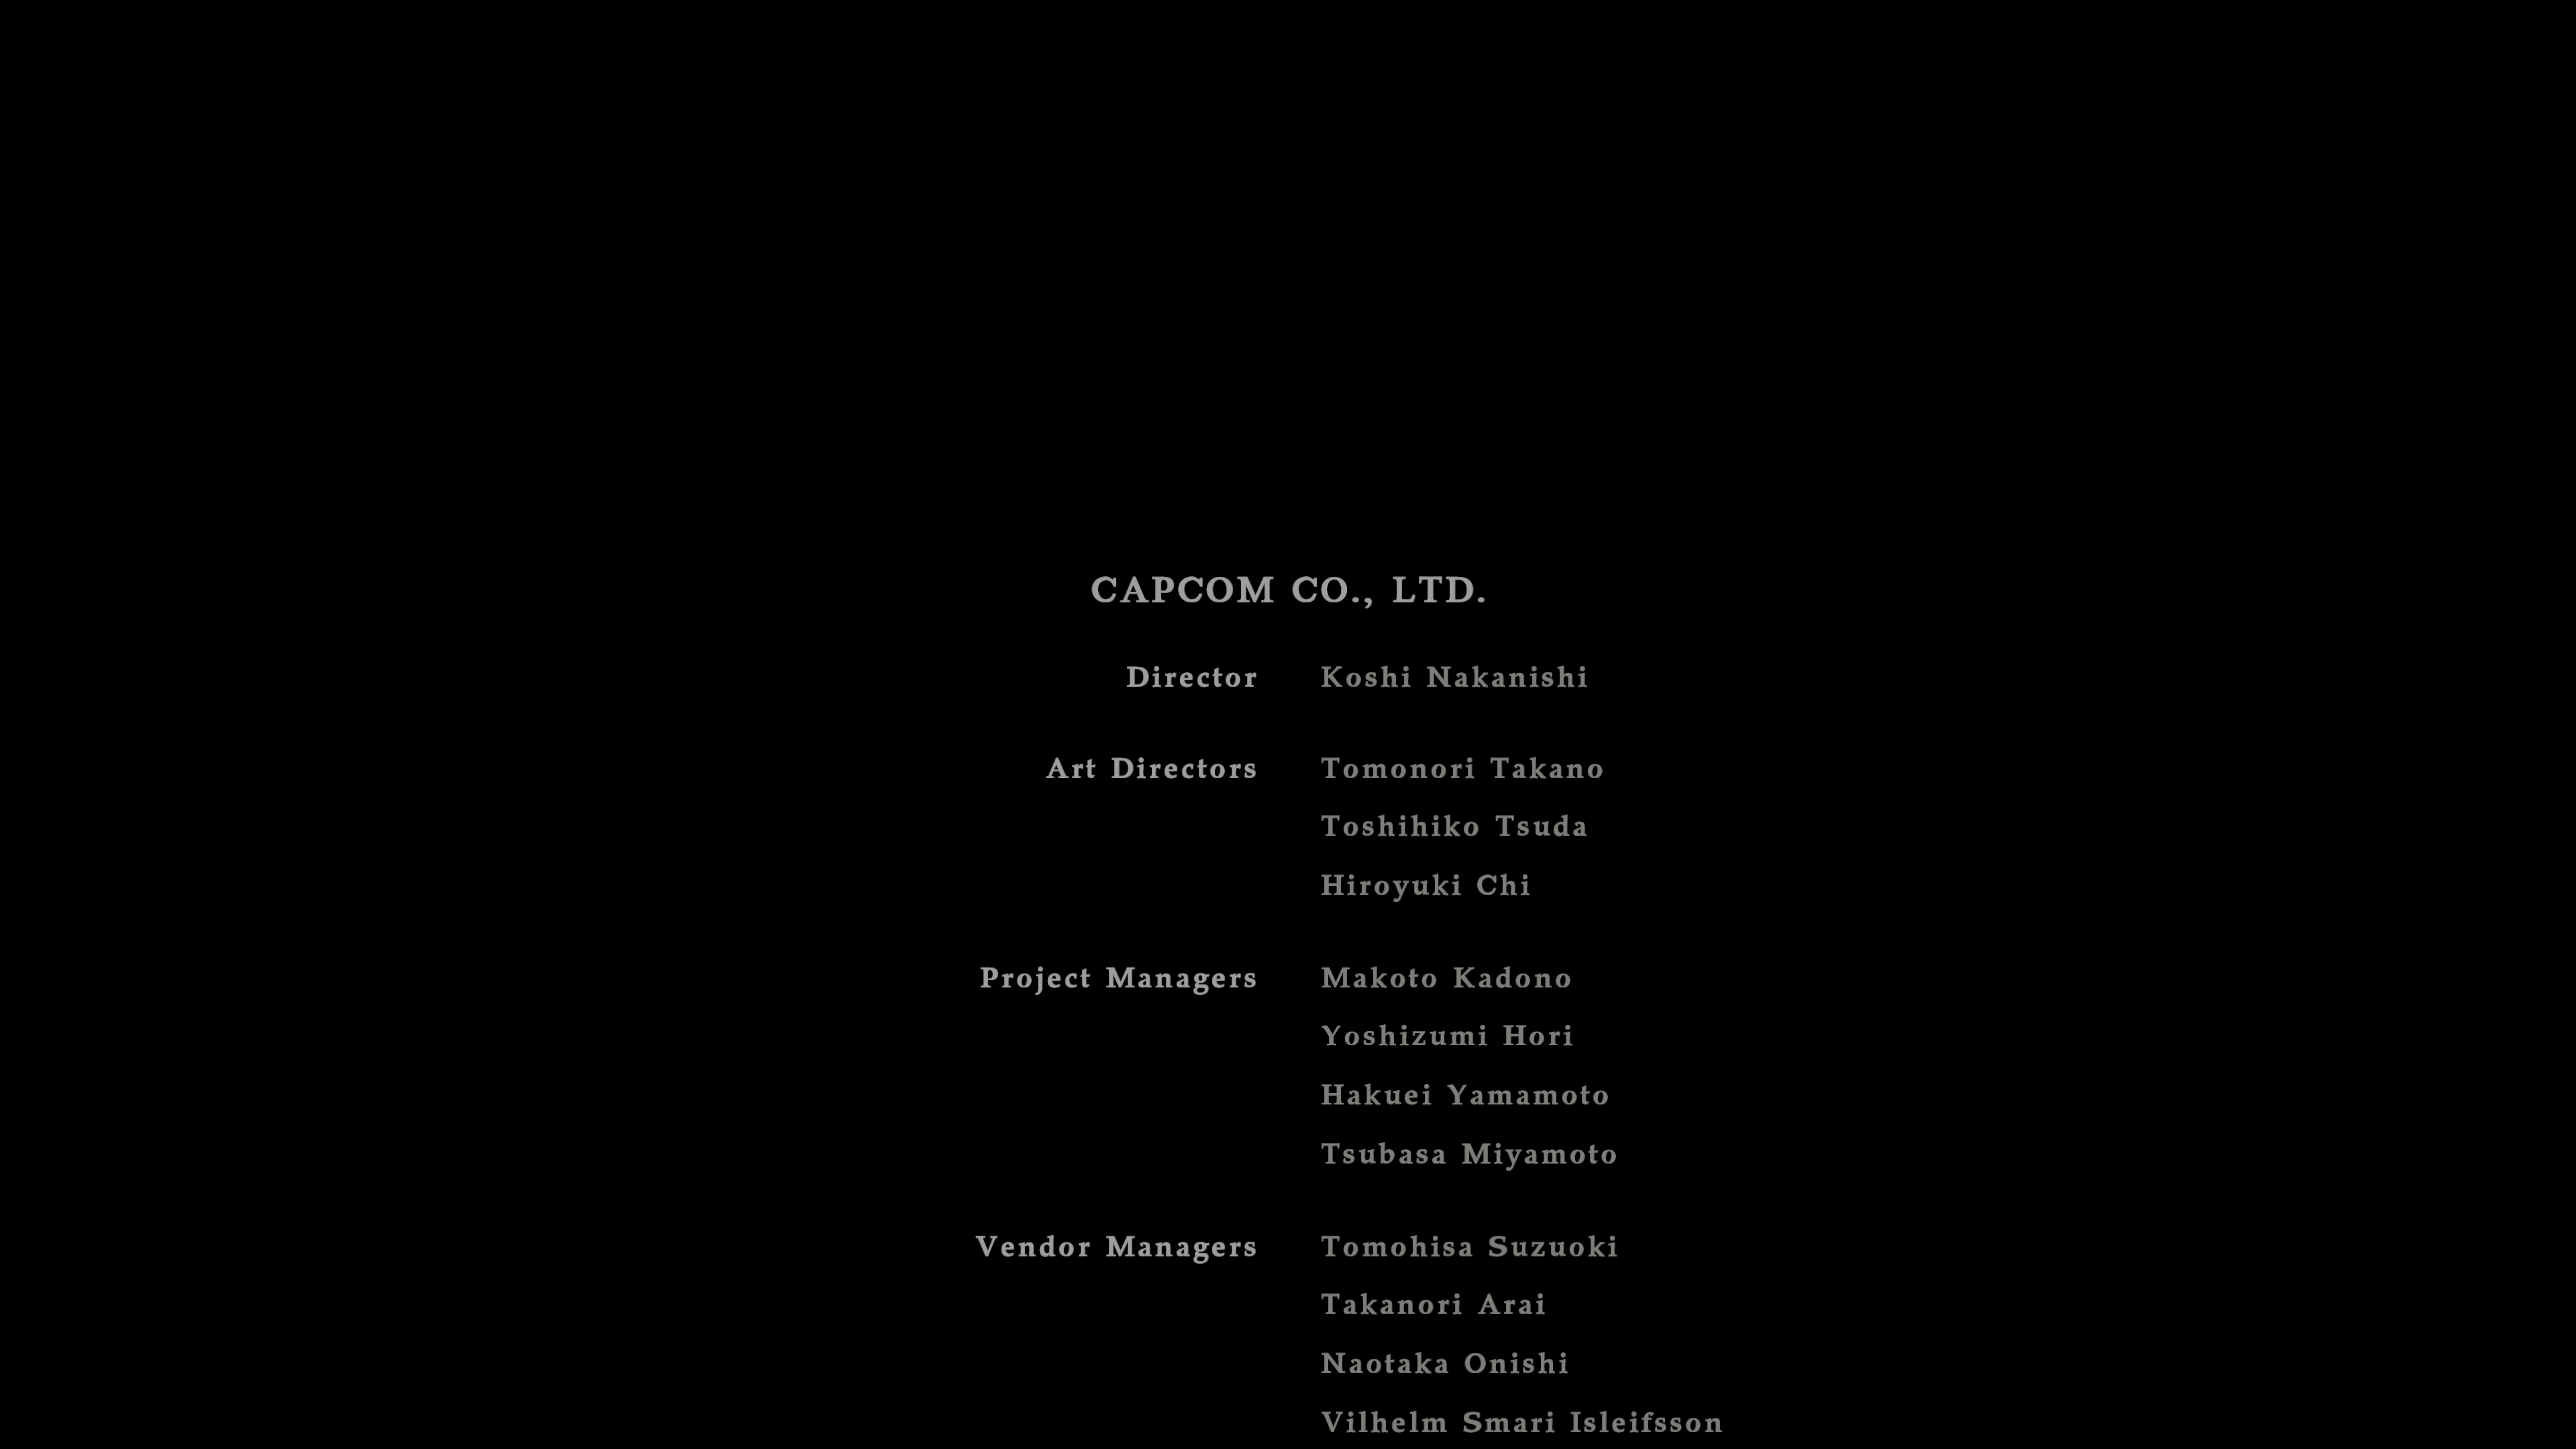 CAPCOM CO., LTD.
Director Koshi Nakanishi
Art Directors Tomonori Takano
Toshihiko Tsuda
Hiroyuki Chi
Project Managers Makoto Kadono
Yoshizumi Hori
Hakuei Yamamoto
Tsubasa Miyamoto
Vendor Managers Tomohisa Suzuoki
Takanori Arai
Naotaka Onishi
Vilhelm Smari Isleifsson